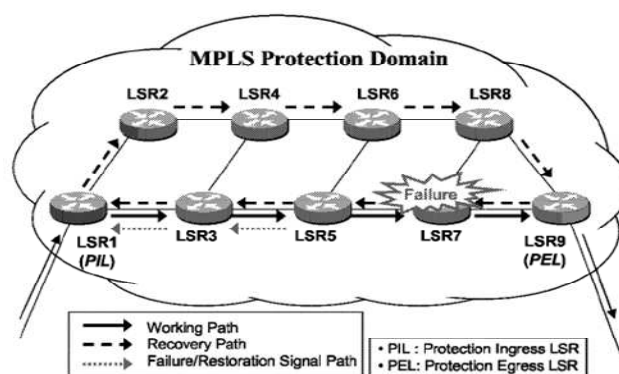 MPLS Protection Domain
LSR2
LSR4
LSR6
LSR8
Failure
LSR1
(PIL)
LSR3
LSR5
LSR7
LSR9
(PEL)
Working Path
Recovery Path
Failure/Restoration Signal Path
• PIL : Protection Ingress LSR
• PEL: Protection Egress LSR